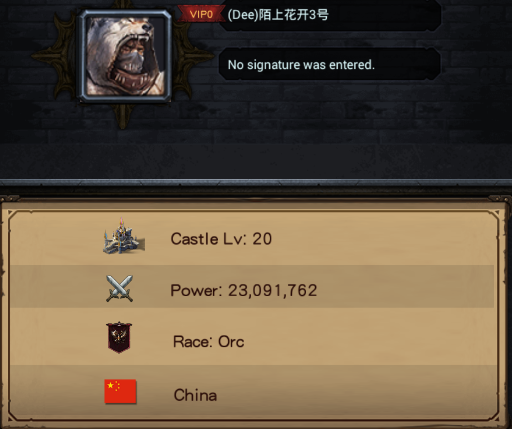 VIP0
(Dee)陌上花开3号
No signature was entered.
Castle Lv: 20
Power: 23,091,762
Race: Orc
China